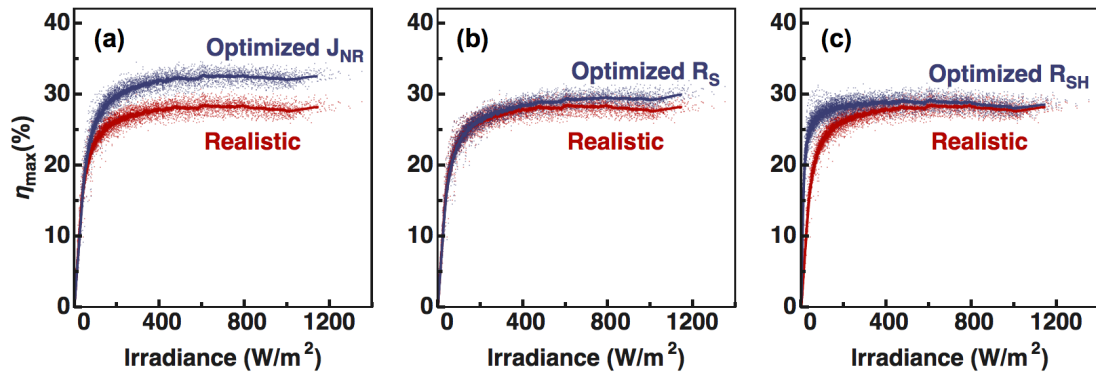 (a)
Optimized J_NR
Realistic
40
30
20
10
0
η_max(%)
0
400
800
1200
Irradiance (W/m²)
(b)
Optimized R_S
Realistic
40
30
20
10
0
0
400
800
1200
Irradiance (W/m²)
(c)
Optimized R_SH
Realistic
40
30
20
10
0
0
400
800
1200
Irradiance (W/m²)